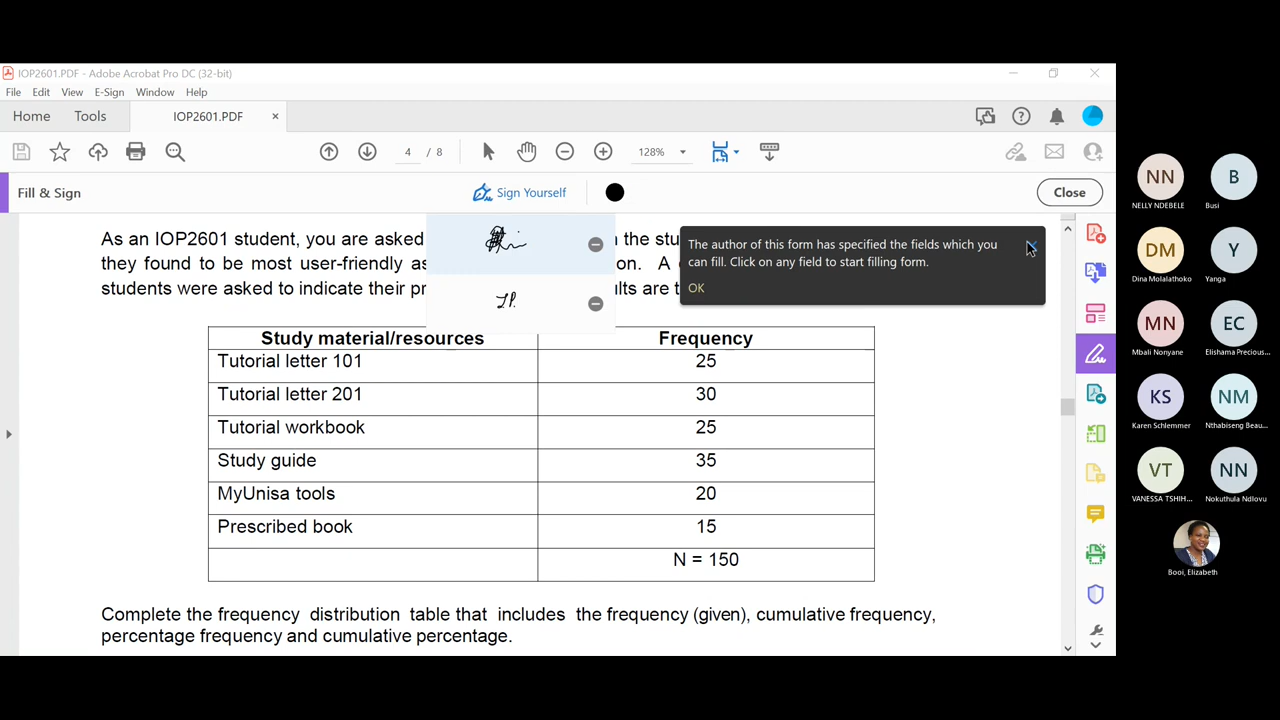 IOP2601.PDF - Adobe Acrobat Pro DC (32-bit)
File Edit View E-Sign Window Help
Home Tools IOP2601.PDF
4 / 8 128%
Fill & Sign Sign Yourself Close
As an IOP2601 student, you are asked the stu
they found to be most user-friendly as on. A
students were asked to indicate their pr ults are t
The author of this form has specified the fields which you
can fill. Click on any field to start filling form.
OK
Study material/resources Frequency
Tutorial letter 101 25
Tutorial letter 201 30
Tutorial workbook 25
Study guide 35
MyUnisa tools 20
Prescribed book 15
N = 150
Complete the frequency distribution table that includes the frequency (given), cumulative frequency,
percentage frequency and cumulative percentage.
NN B
NELLY NDEBELE Busi
DM Y
Dina Molalathoko Yanga
MN EC
Mbali Nonyane Elishama Precious...
KS NM
Karen Schlemmer Nthabiseng Beau...
VT NN
VANESSA TSHIH... Nokuthula Ndlovu
Booi, Elizabeth